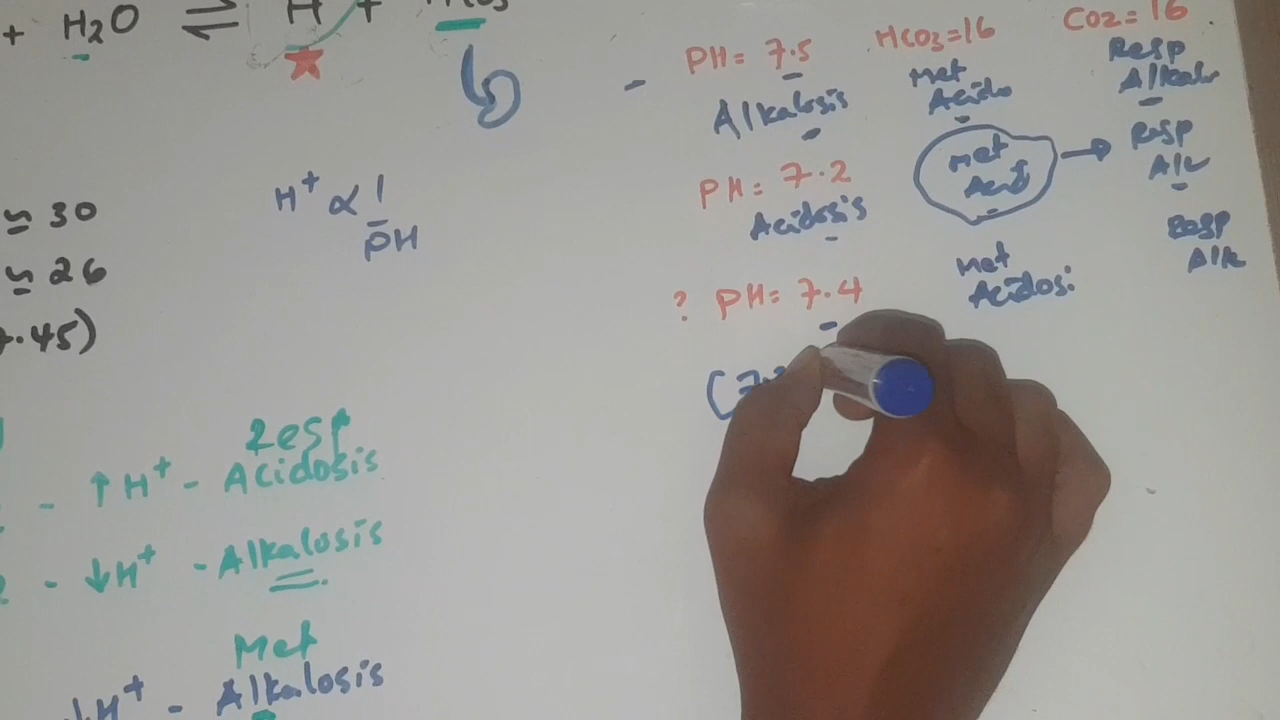 + H2O ⇌ H +
PH = 7.5 HCO3=16 CO2=16
Alkalosis Met Acido Resp Alkalo
H+ ∝ 1/PH
PH = 7.2 Met Acid → Resp Alk
Acidosis
≃ 30
≃ 26
7.45)
? PH = 7.4 Met Acidosi Resp Alk
(7.
Resp
- ↑H+ - Acidosis
- ↓H+ - Alkalosis
Met
↓H+ - Alkalosis